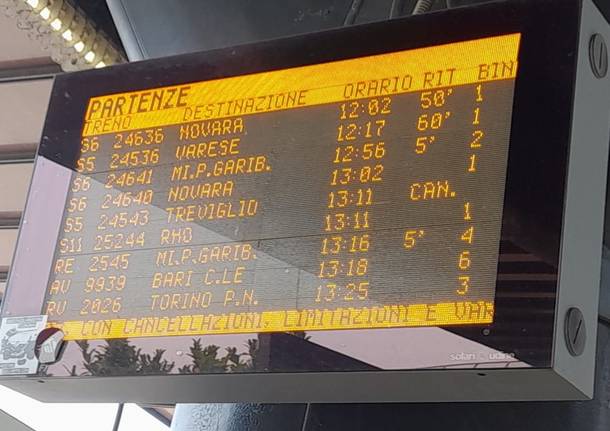 PARTENZE
TRENO DESTINAZIONE ORARIO RIT BIN
S6 24636 NOVARA 12:02 50' 1
S5 24536 VARESE 12:17 60' 1
S6 24641 MI.P.GARIB. 12:56 5' 2
S6 24640 NOVARA 13:02 1
S5 24543 TREVIGLIO 13:11 CAN.
S11 25244 RHO 13:11 1
RE 2545 MI.P.GARIB. 13:16 5' 4
AV 9939 BARI C.LE 13:18 6
RV 2026 TORINO P.N. 13:25 3
CON CANCELLAZIONI, LIMITAZIONI E VAR
solari udine